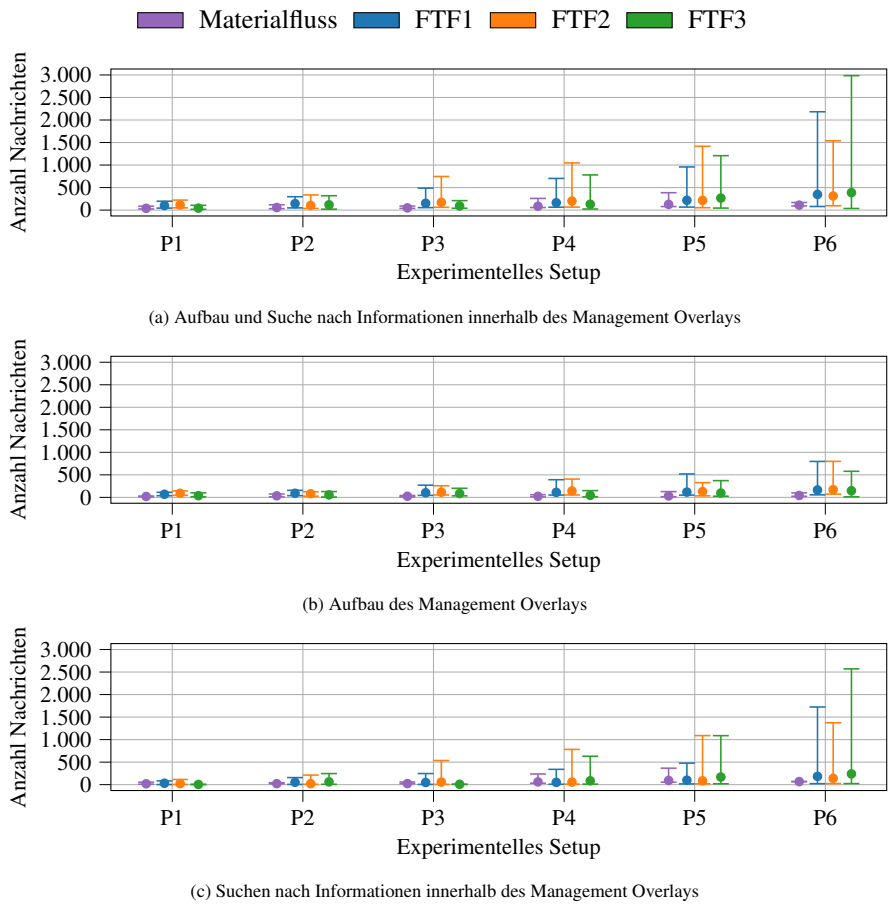 Materialfluss FTF1 FTF2 FTF3
Anzahl Nachrichten
3.000
2.500
2.000
1.500
1.000
500
0
P1 P2 P3 P4 P5 P6
Experimentelles Setup
(a) Aufbau und Suche nach Informationen innerhalb des Management Overlays
Anzahl Nachrichten
3.000
2.500
2.000
1.500
1.000
500
0
P1 P2 P3 P4 P5 P6
Experimentelles Setup
(b) Aufbau des Management Overlays
Anzahl Nachrichten
3.000
2.500
2.000
1.500
1.000
500
0
P1 P2 P3 P4 P5 P6
Experimentelles Setup
(c) Suchen nach Informationen innerhalb des Management Overlays